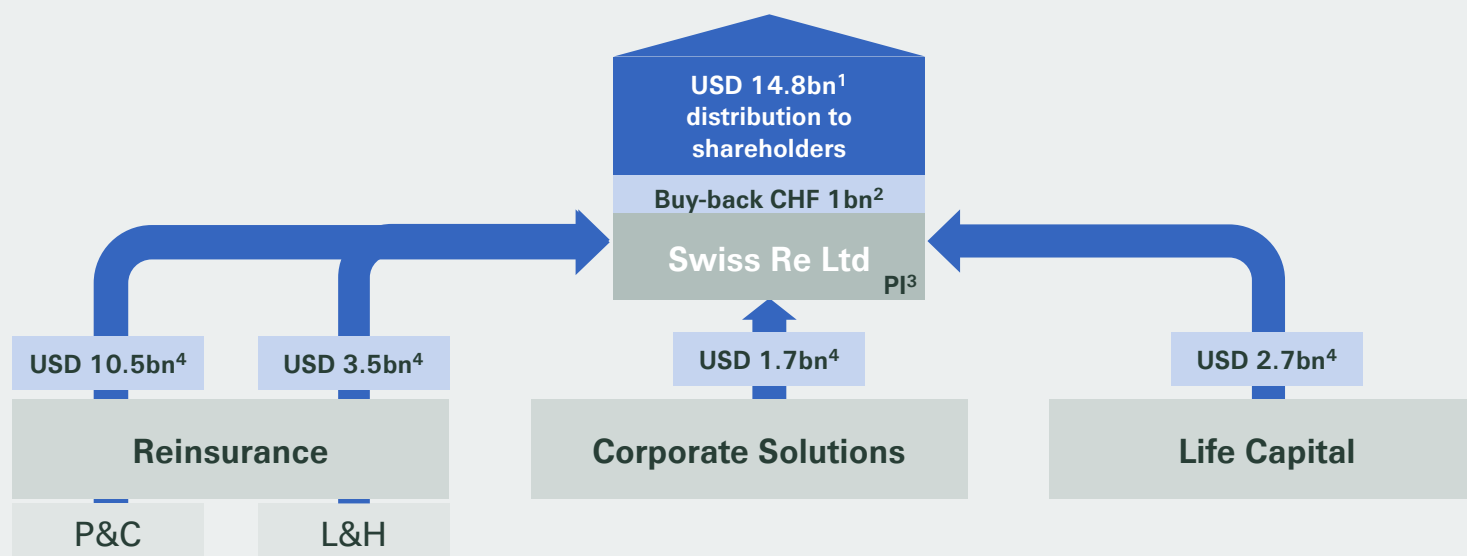 USD 14.8bn¹
distribution to
shareholders
Buy-back CHF 1bn²
Swiss Re Ltd
PI³
USD 10.5bn⁴
USD 3.5bn⁴
USD 1.7bn⁴
USD 2.7bn⁴
Reinsurance
Corporate Solutions
Life Capital
P&C
L&H